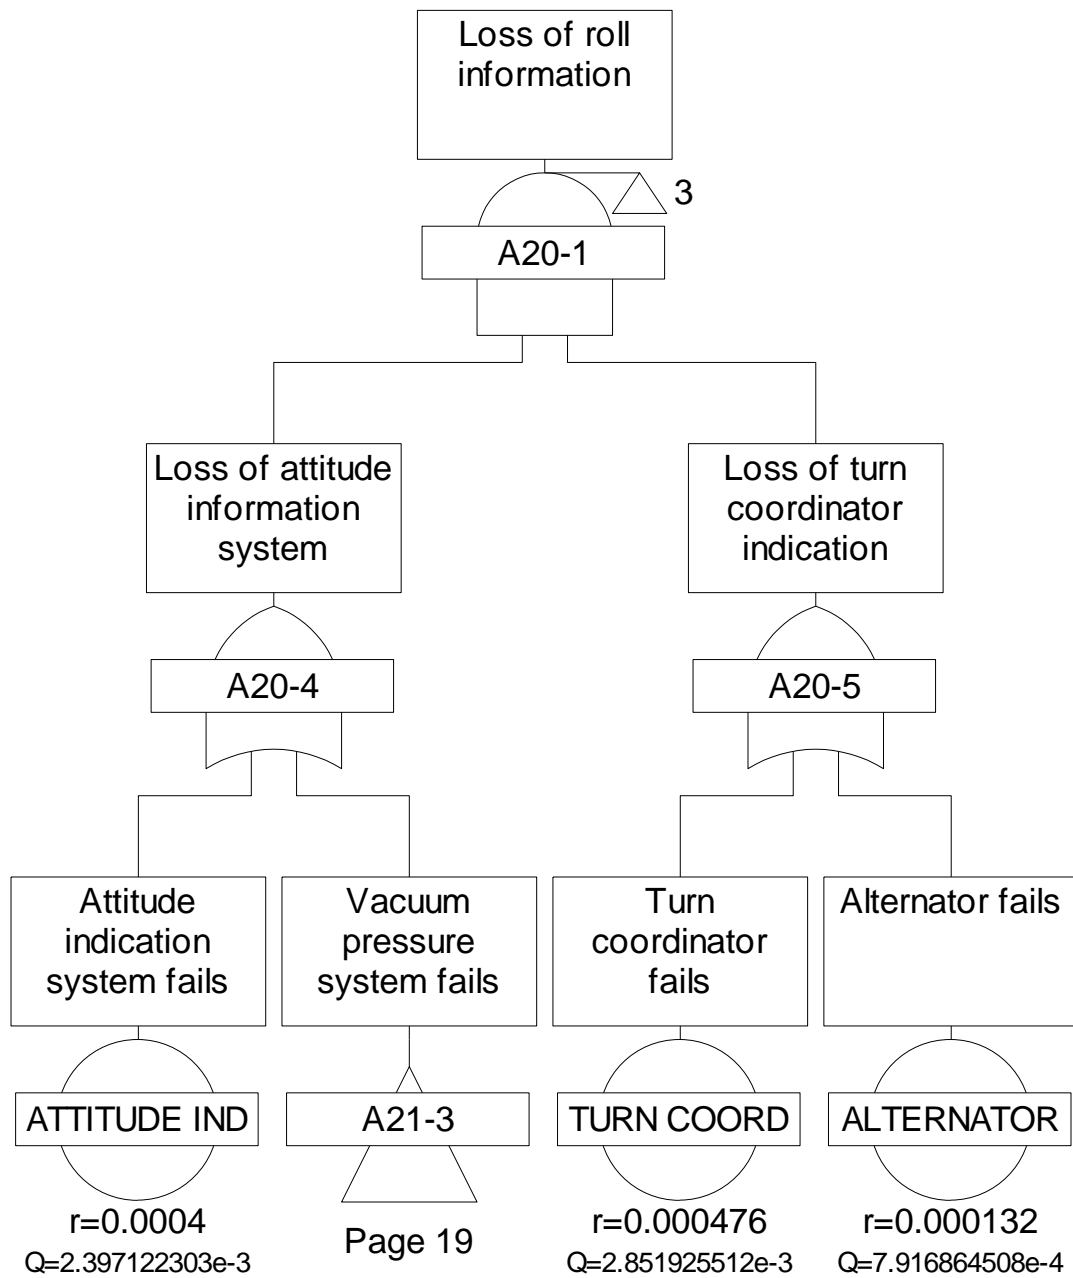 Loss of roll
information
3
A20-1
Loss of attitude
information
system
Loss of turn
coordinator
indication
A20-4
A20-5
Attitude
indication
system fails
Vacuum
pressure
system fails
Turn
coordinator
fails
Alternator fails
ATTITUDE IND
A21-3
TURN COORD
ALTERNATOR
r=0.0004
Q=2.397122303e-3
Page 19
r=0.000476
Q=2.851925512e-3
r=0.000132
Q=7.916864508e-4